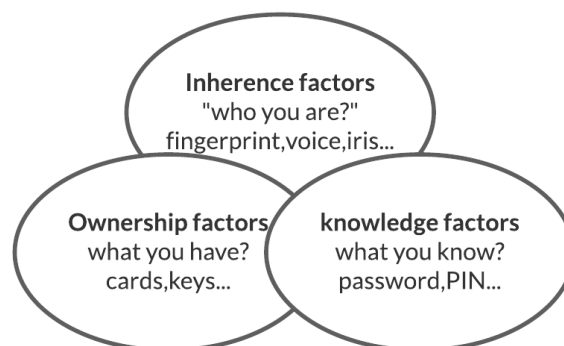 Inherence factors
"who you are?"
fingerprint,voice,iris...
Ownership factors
what you have?
cards,keys...
knowledge factors
what you know?
password,PIN...